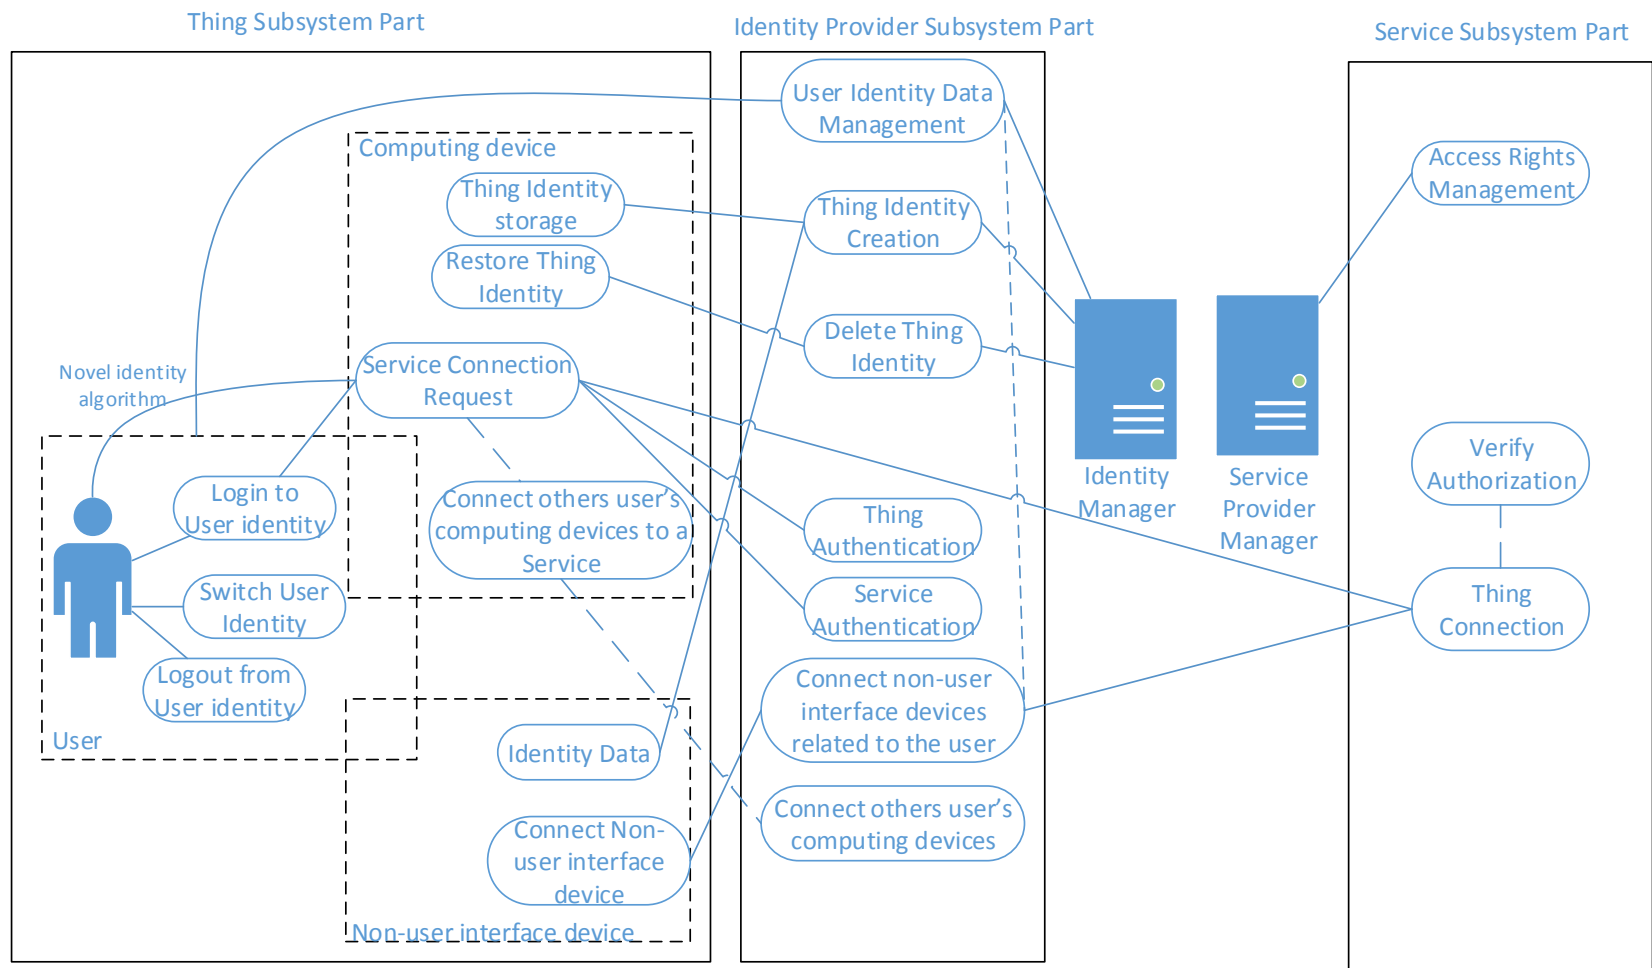 Thing Subsystem Part
Identity Provider Subsystem Part
Service Subsystem Part
User Identity Data
Management
Computing device
Thing Identity
storage
Thing Identity
Creation
Access Rights
Management
Restore Thing
Identity
Delete Thing
Identity
Novel identity
algorithm
Service Connection
Request
Login to
User identity
Connect others user's
computing devices to a
Service
Thing
Authentication
Identity
Manager
Service
Provider
Manager
Verify
Authorization
Switch User
Identity
Service
Authentication
Thing
Connection
Logout from
User identity
User
Connect non-user
interface devices
related to the user
Identity Data
Connect others user's
computing devices
Connect Non-
user interface
device
Non-user interface device